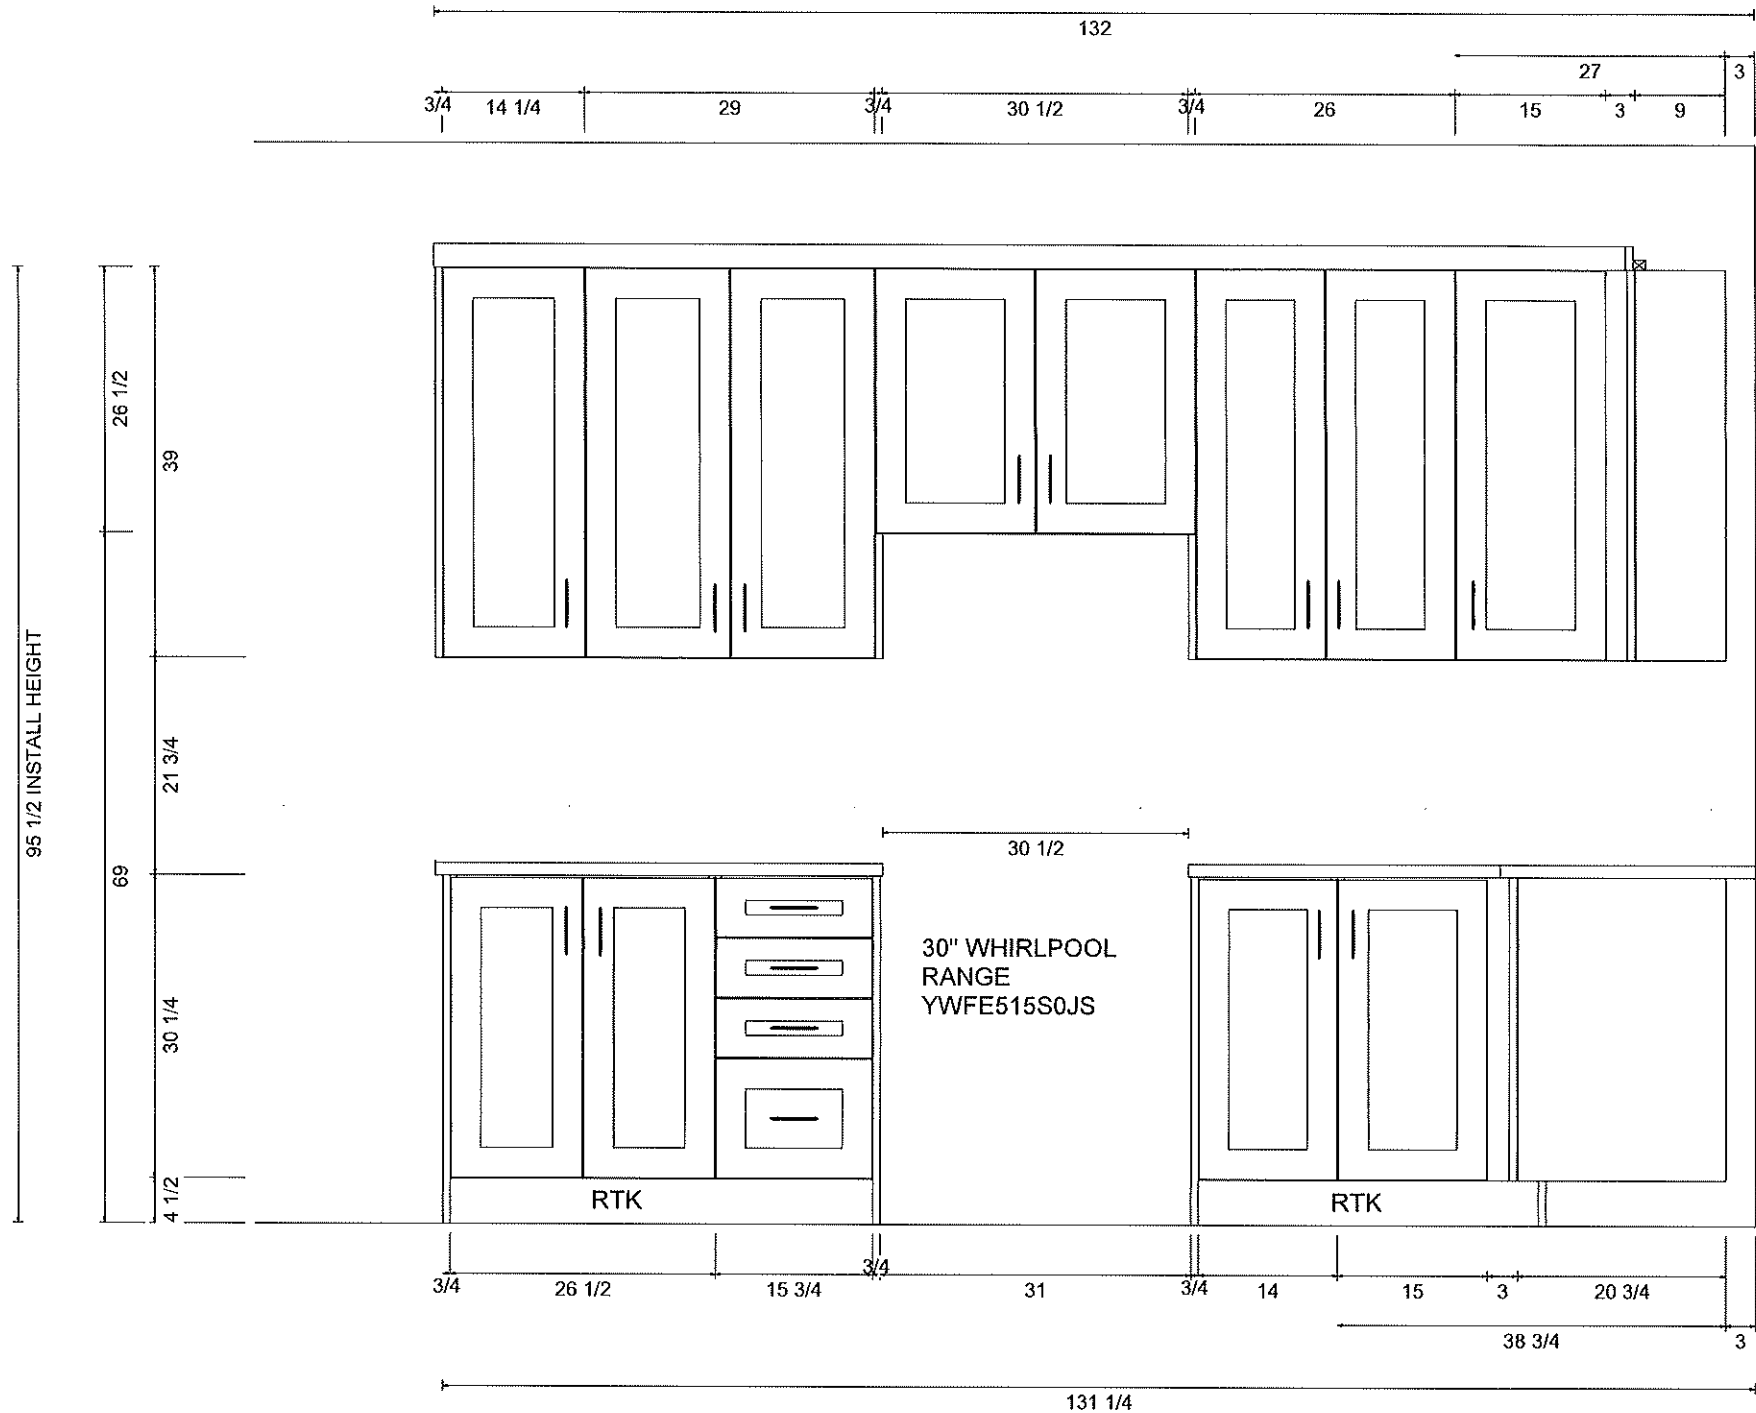 132
27
3
3/4 14 1/4 29 3/4 30 1/2 3/4 26 15 3 9
95 1/2 INSTALL HEIGHT
26 1/2
69
39
21 3/4
30 1/4
4 1/2
30 1/2
30" WHIRLPOOL
RANGE
YWFE515S0JS
RTK
RTK
3/4 26 1/2 15 3/4 3/4 31 3/4 14 15 3 20 3/4
38 3/4 3
131 1/4